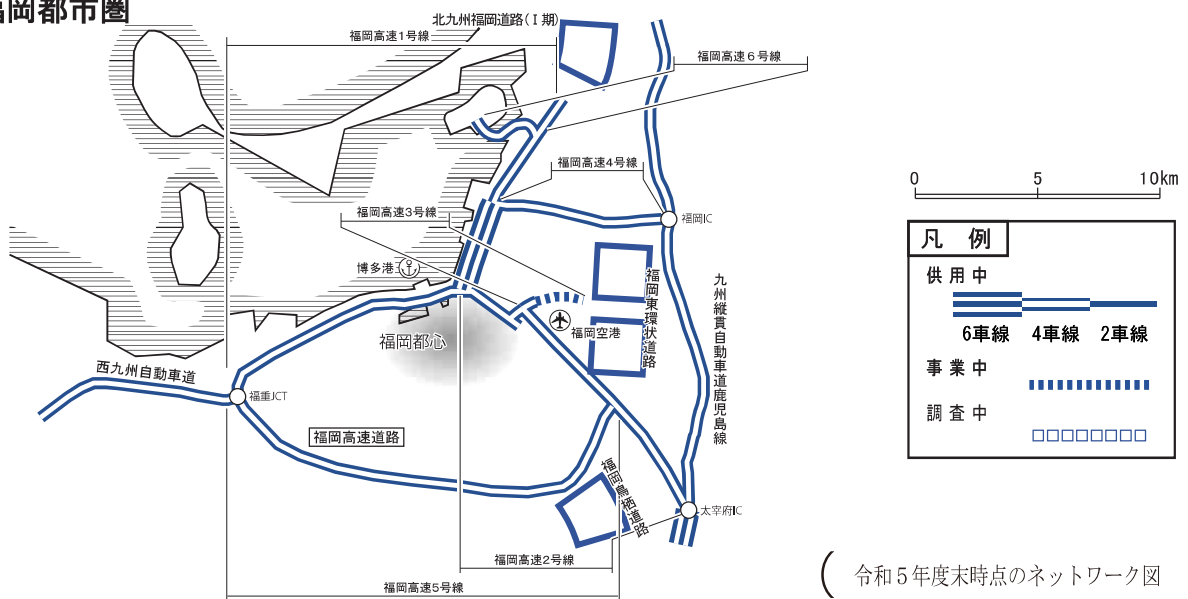 福岡都市圏
北九州福岡道路(Ⅰ期)
福岡高速1号線
福岡高速6号線
福岡高速4号線
0 5 10km
福岡高速3号線
福岡IC
博多港
福岡東環状道路
九州縦貫自動車道鹿児島線
福岡空港
福岡都心
西九州自動車道
福重JCT
福岡高速道路
福岡鳥栖道路
太宰府IC
福岡高速2号線
福岡高速5号線
凡例
供用中
6車線 4車線 2車線
事業中
調査中
(令和5年度末時点のネットワーク図